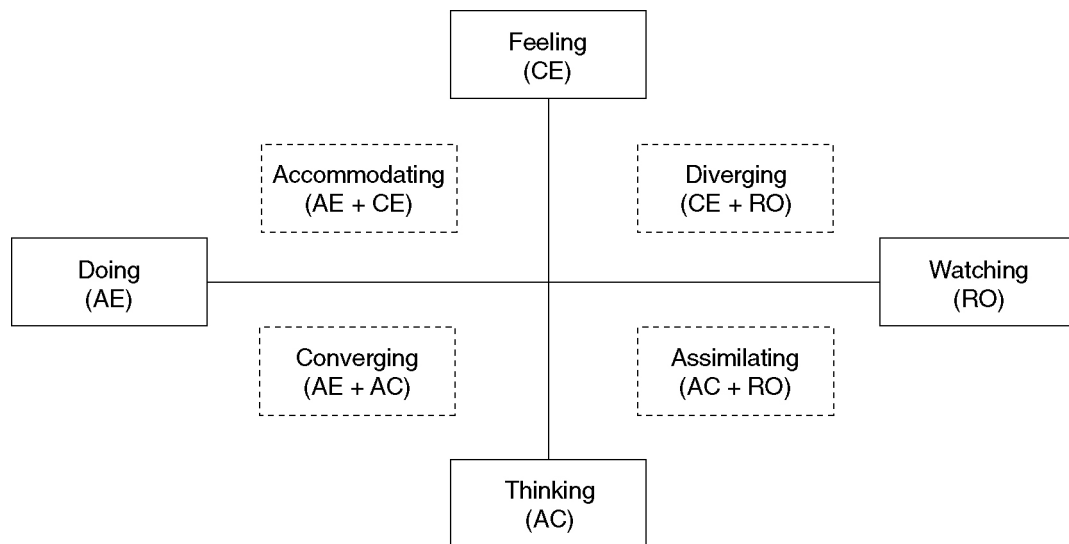 Feeling
(CE)
Accommodating
(AE + CE)
Diverging
(CE + RO)
Doing
(AE)
Watching
(RO)
Converging
(AE + AC)
Assimilating
(AC + RO)
Thinking
(AC)